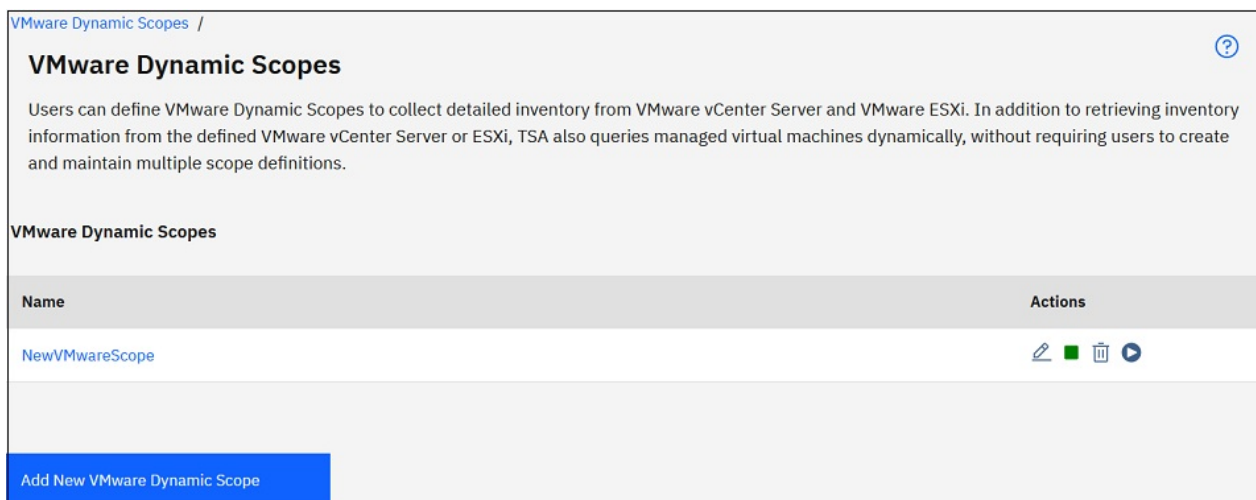 VMware Dynamic Scopes /
VMware Dynamic Scopes
Users can define VMware Dynamic Scopes to collect detailed inventory from VMware vCenter Server and VMware ESXi. In addition to retrieving inventory
information from the defined VMware vCenter Server or ESXi, TSA also queries managed virtual machines dynamically, without requiring users to create
and maintain multiple scope definitions.
VMware Dynamic Scopes
Name Actions
NewVMwareScope
Add New VMware Dynamic Scope